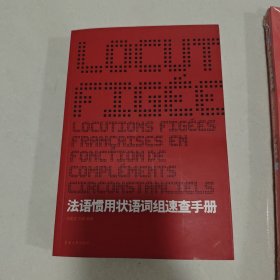 LOCUT
FIGÉE
LOCUTIONS FIGÉES
FRANÇAISES EN
FONCTION DE
COMPLÉMENTS
CIRCONSTANCIELS
法语惯用状语词组速查手册